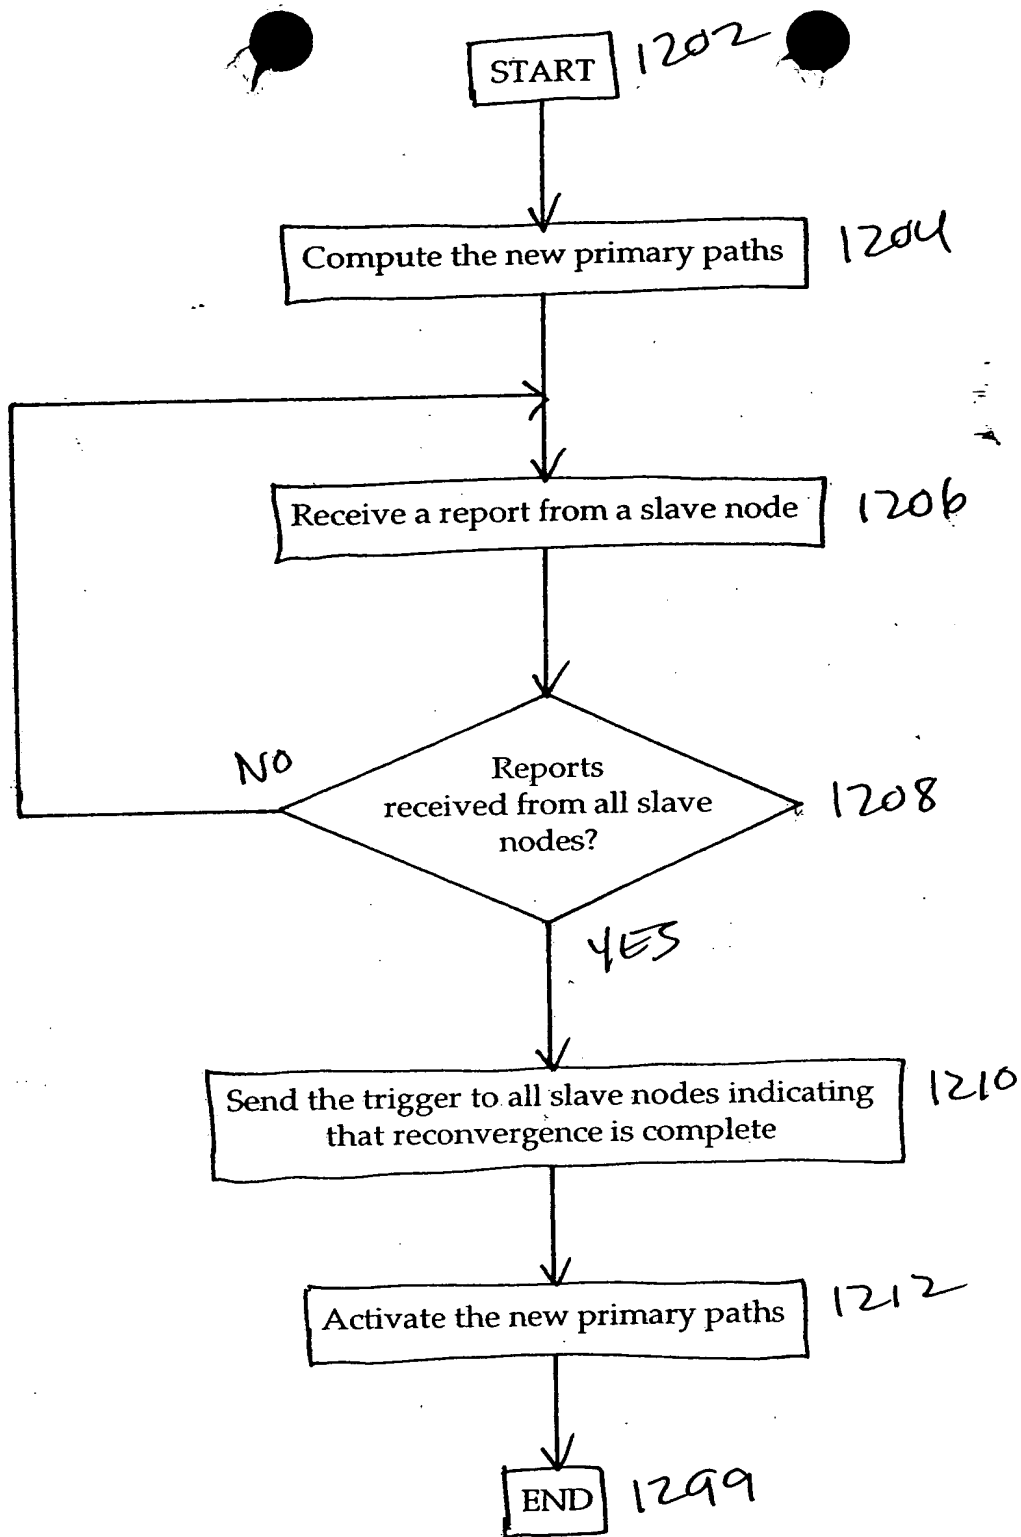 START 1202
Compute the new primary paths 1204
Receive a report from a slave node 1206
NO
Reports
received from all slave 1208
nodes?
YES
Send the trigger to all slave nodes indicating 1210
that reconvergence is complete
Activate the new primary paths 1212
END 1299